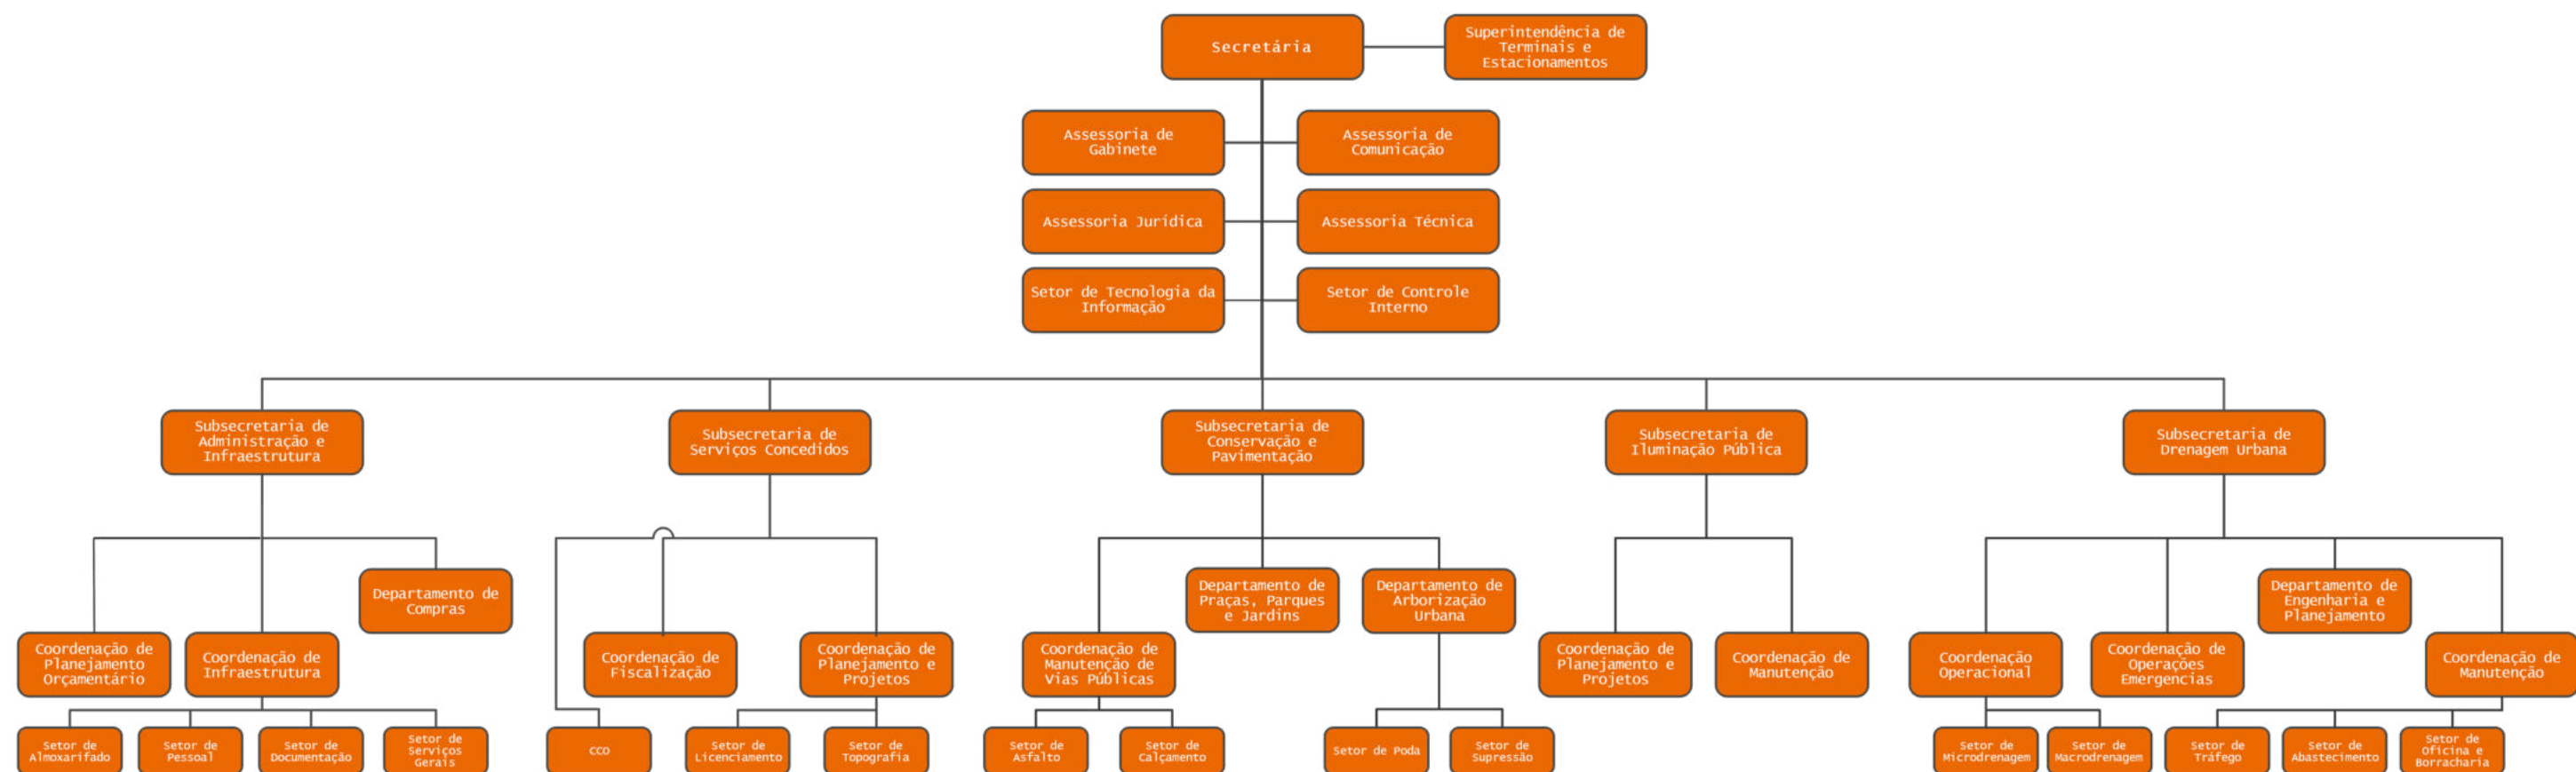 Secretária
Superintendência de
Terminais e
Estacionamentos
Assessoria de
Gabinete
Assessoria de
Comunicação
Assessoria Jurídica
Assessoria Técnica
Setor de Tecnologia da
Informação
Setor de Controle
Interno
Subsecretaria de
Administração e
Infraestrutura
Subsecretaria de
Serviços Concedidos
Subsecretaria de
Conservação e
Pavimentação
Subsecretaria de
Iluminação Pública
Subsecretaria de
Drenagem Urbana
Departamento de
Compras
Departamento de
Praças, Parques
e Jardins
Departamento de
Arborização
Urbana
Departamento de
Engenharia e
Planejamento
Coordenação de
Planejamento
Orçamentário
Coordenação de
Infraestrutura
Coordenação de
Fiscalização
Coordenação de
Planejamento e
Projetos
Coordenação de
Manutenção de
Vias Públicas
Coordenação de
Planejamento e
Projetos
Coordenação de
Manutenção
Coordenação
Operacional
Coordenação de
Operações
Emergencias
Coordenação de
Manutenção
Setor de
Almoxarifado
Setor de
Pessoal
Setor de
Documentação
Setor de
Serviços
Gerais
CCO
Setor de
Licenciamento
Setor de
Topografia
Setor de
Asfalto
Setor de
Calçamento
Setor de Poda
Setor de
Supressão
Setor de
Microdrenagem
Setor de
Macrodrenagem
Setor de
Tráfego
Setor de
Abastecimento
Setor de
Oficina e
Borracharia